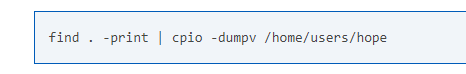 find . -print | cpio -dumpv /home/users/hope